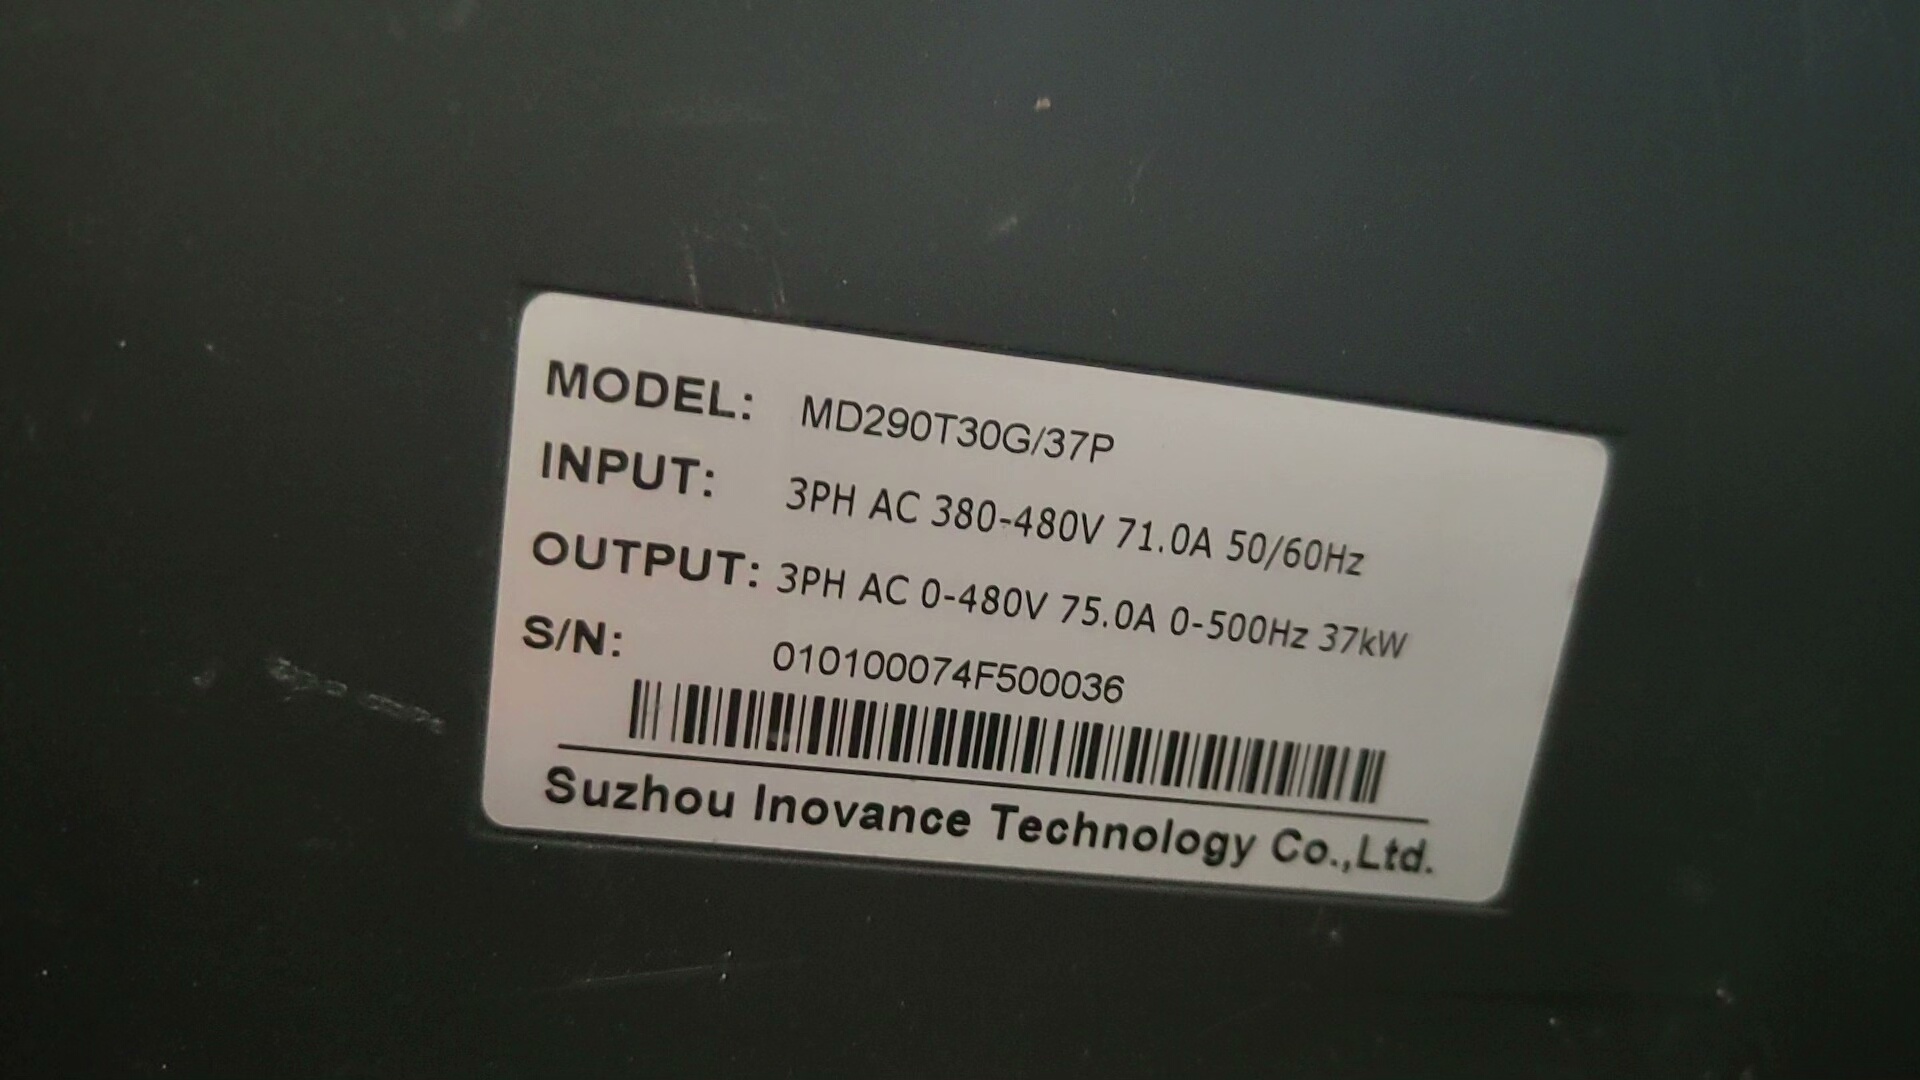 MODEL: MD290T30G/37P
INPUT: 3PH AC 380-480V 71.0A 50/60Hz
OUTPUT: 3PH AC 0-480V 75.0A 0-500Hz 37kW
S/N: 010100074F500036
Suzhou Inovance Technology Co.,Ltd.